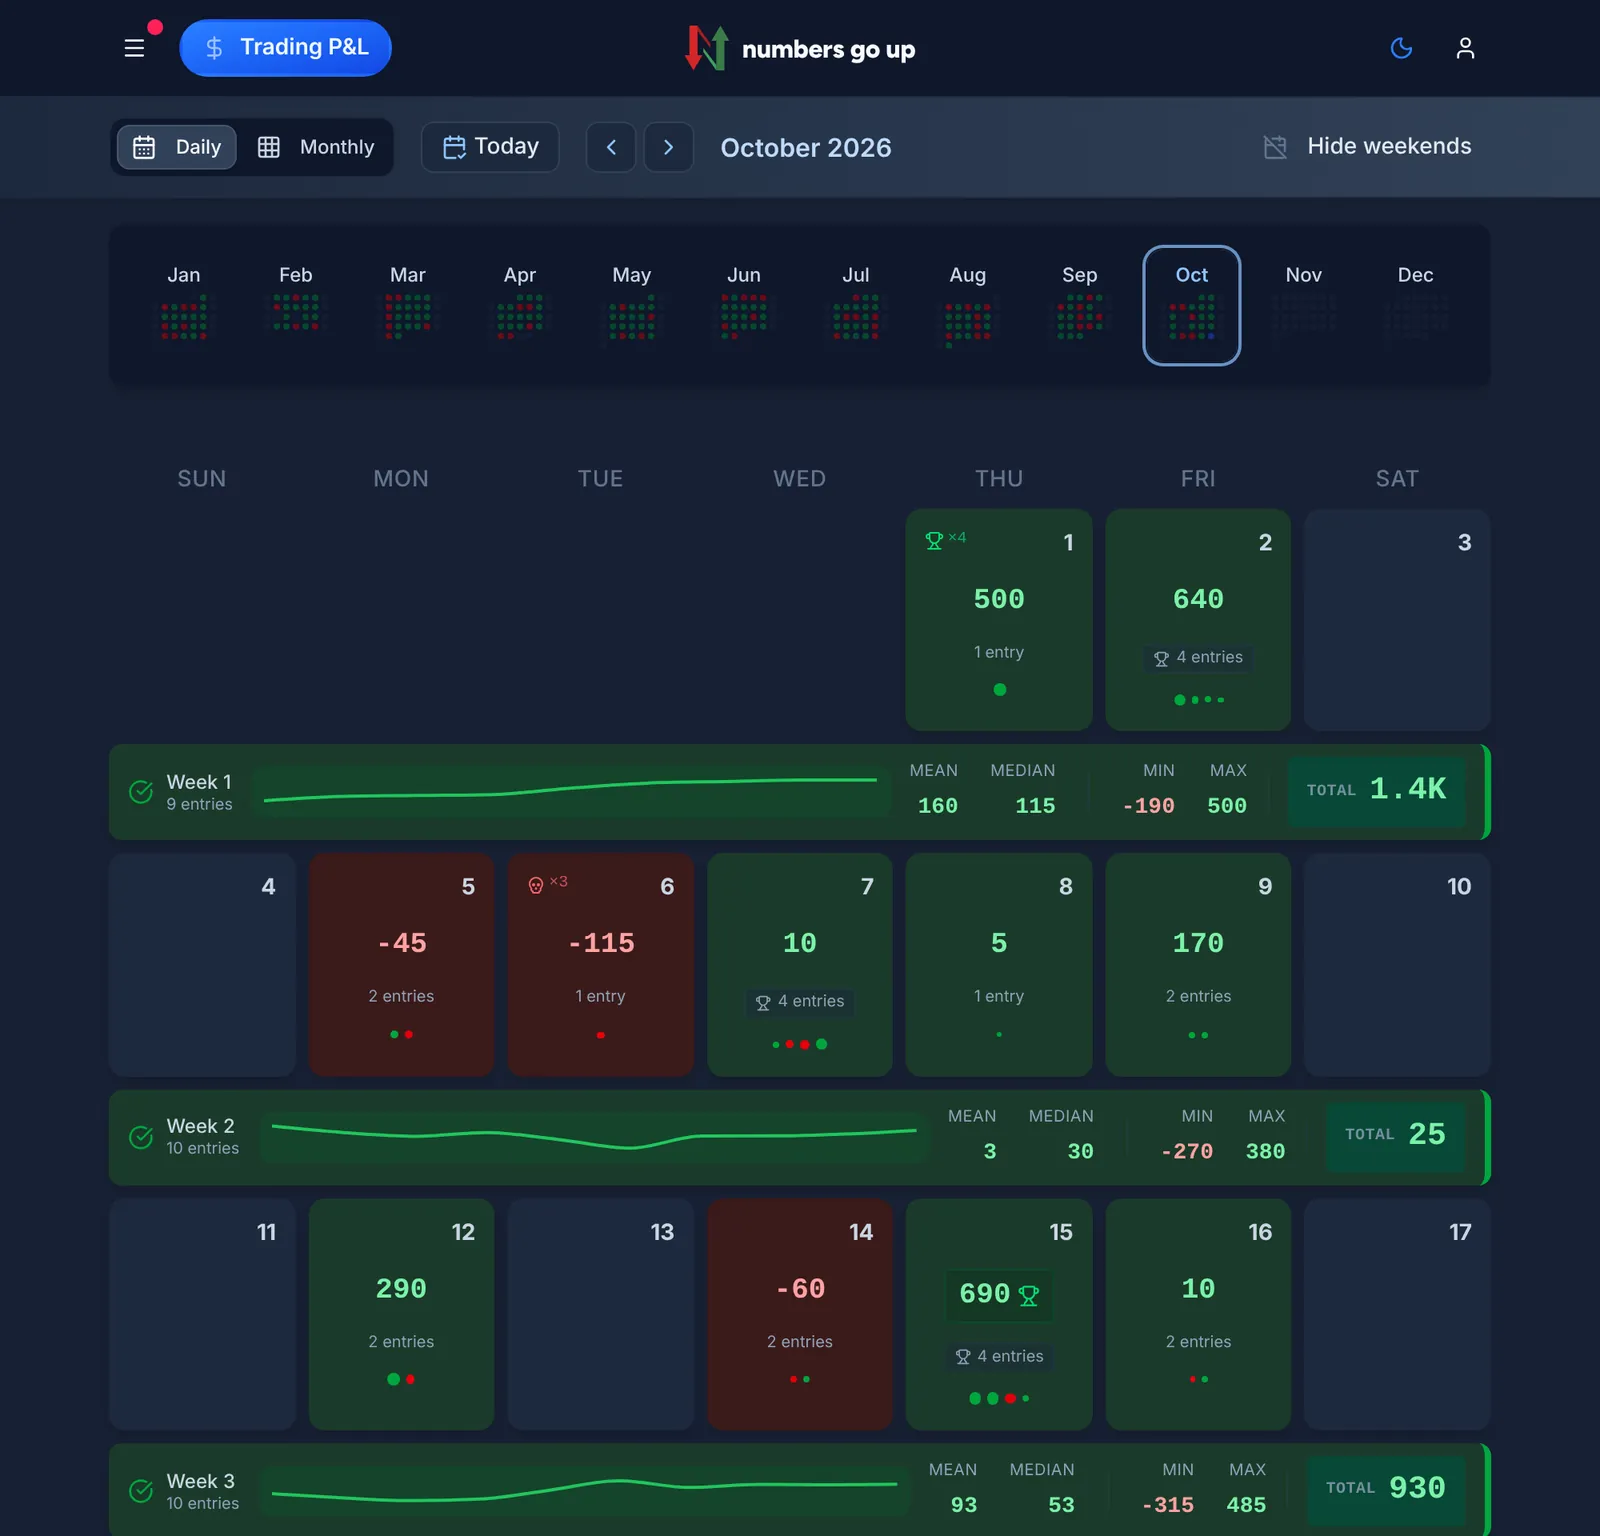 Trading P&L
numbers go up
Daily
Monthly
Today
October 2026
Hide weekends
Jan Feb Mar Apr May Jun Jul Aug Sep Oct Nov Dec
SUN MON TUE WED THU FRI SAT
×4 1
500
1 entry
2
640
4 entries
3
Week 1
9 entries
MEAN MEDIAN MIN MAX
160 115 -190 500
TOTAL 1.4K
4
5
-45
2 entries
×3 6
-115
1 entry
7
10
4 entries
8
5
1 entry
9
170
2 entries
10
Week 2
10 entries
MEAN MEDIAN MIN MAX
3 30 -270 380
TOTAL 25
11
12
290
2 entries
13
14
-60
2 entries
15
690
4 entries
16
10
2 entries
17
Week 3
10 entries
MEAN MEDIAN MIN MAX
93 53 -315 485
TOTAL 930